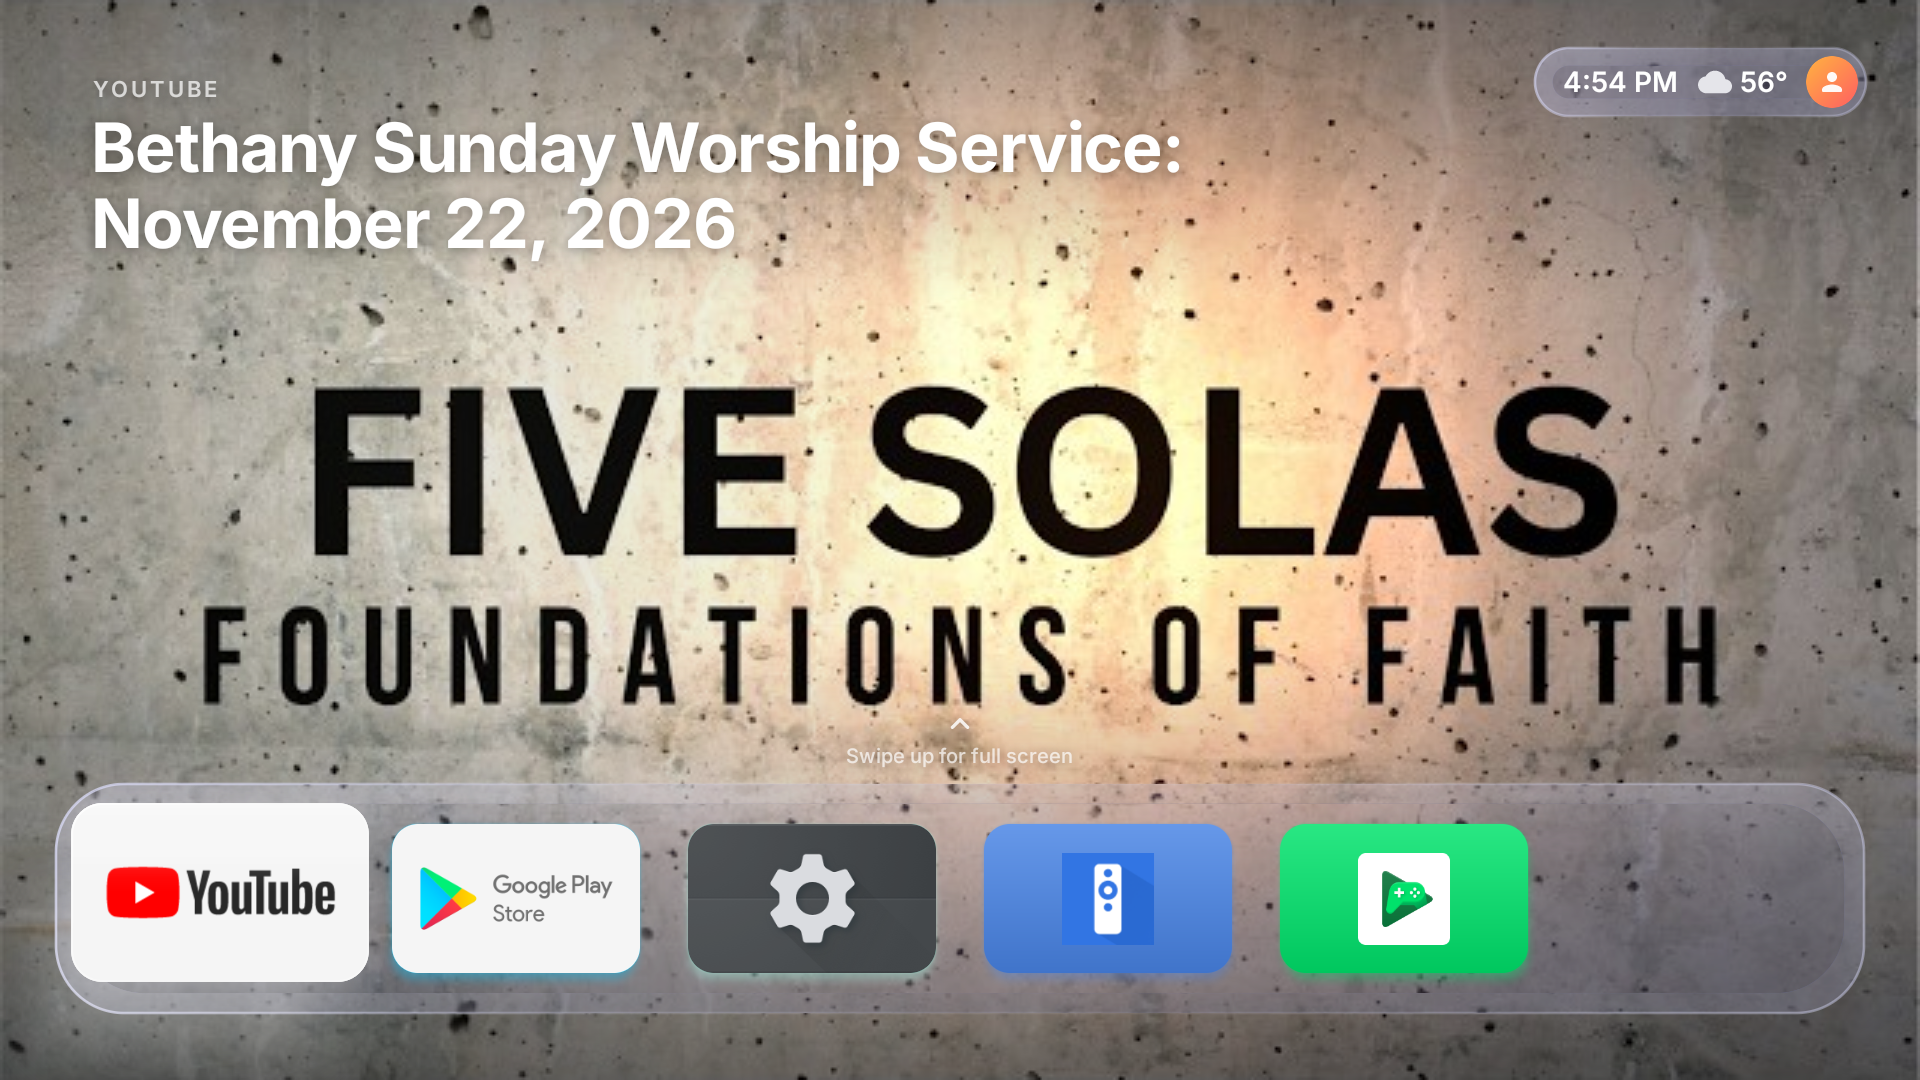 YOUTUBE
Bethany Sunday Worship Service:
November 22, 2026
4:54 PM 56°
FIVE SOLAS
FOUNDATIONS OF FAITH
Swipe up for full screen
YouTube
Google Play
Store